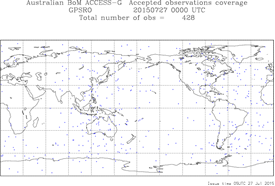 Australian BoM ACCESS-G Accepted observations coverage
GPSRO 20150727 0000 UTC
Total number of obs = 428
Issue time 09UTC 27 Jul 2015